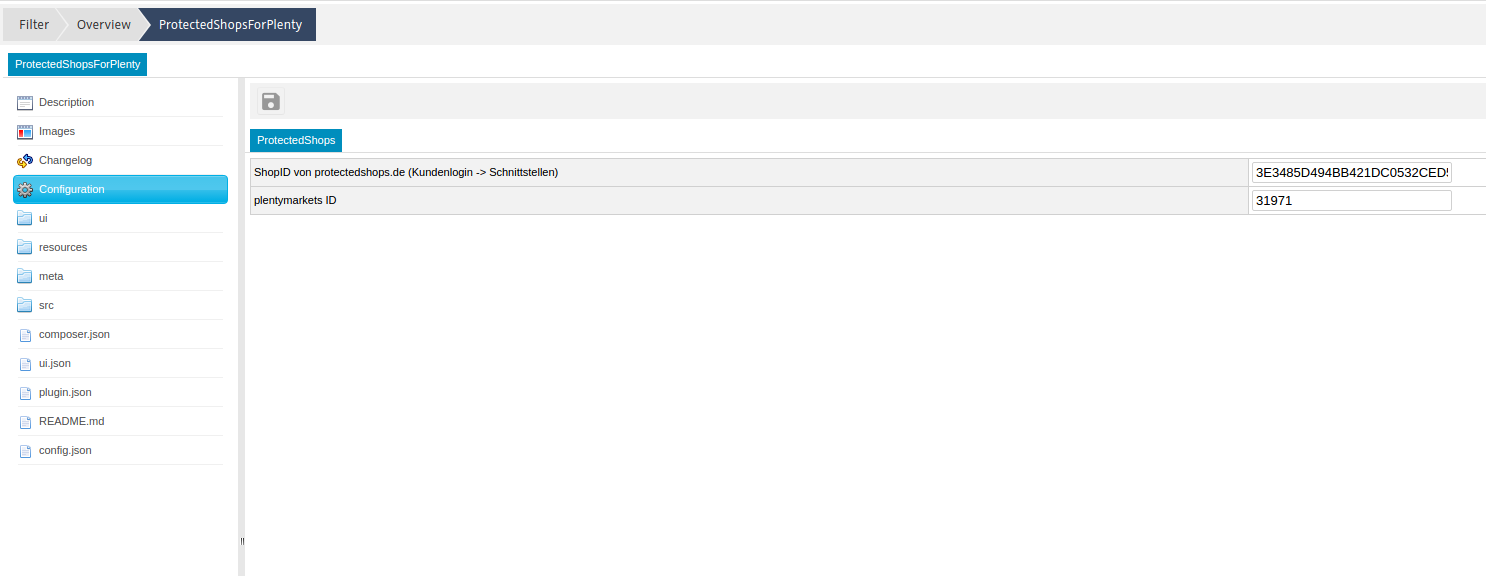 Filter Overview ProtectedShopsForPlenty
ProtectedShopsForPlenty
Description
Images
Changelog
Configuration
ui
resources
meta
src
composer.json
ui.json
plugin.json
README.md
config.json
ProtectedShops
ShopID von protectedshops.de (Kundenlogin -> Schnittstellen) 3E3485D494BB421DC0532CED
plentymarkets ID 31971